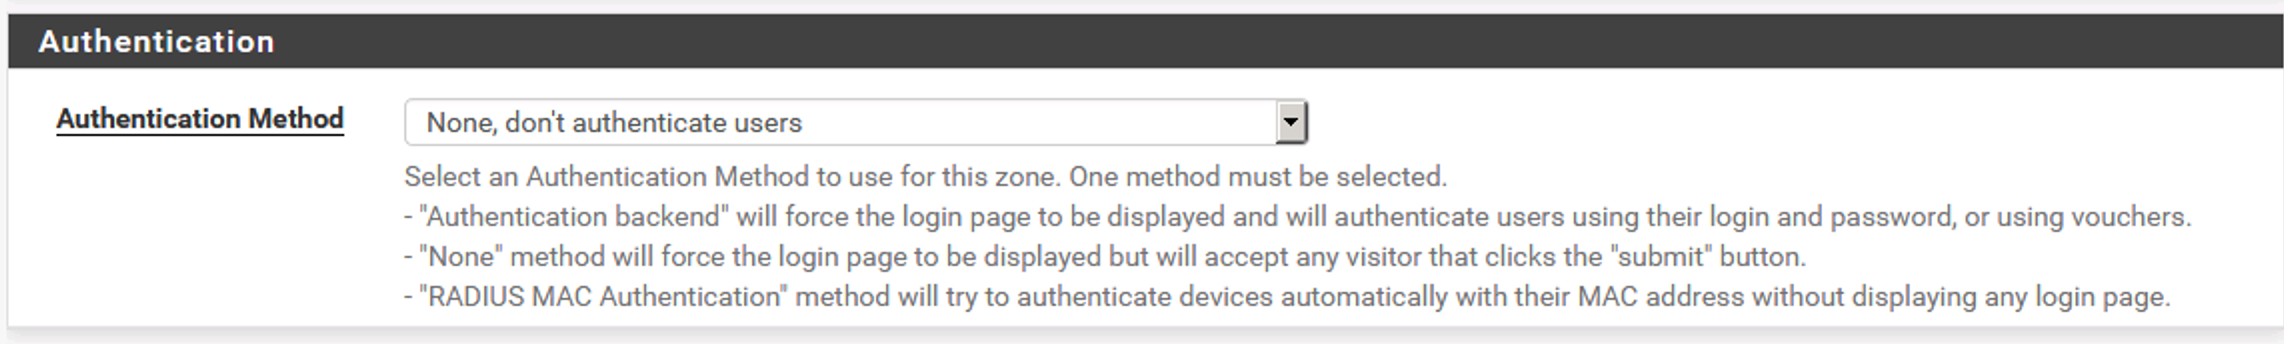 Authentication
Authentication Method
None, don't authenticate users
Select an Authentication Method to use for this zone. One method must be selected.
- "Authentication backend" will force the login page to be displayed and will authenticate users using their login and password, or using vouchers.
- "None" method will force the login page to be displayed but will accept any visitor that clicks the "submit" button.
- "RADIUS MAC Authentication" method will try to authenticate devices automatically with their MAC address without displaying any login page.